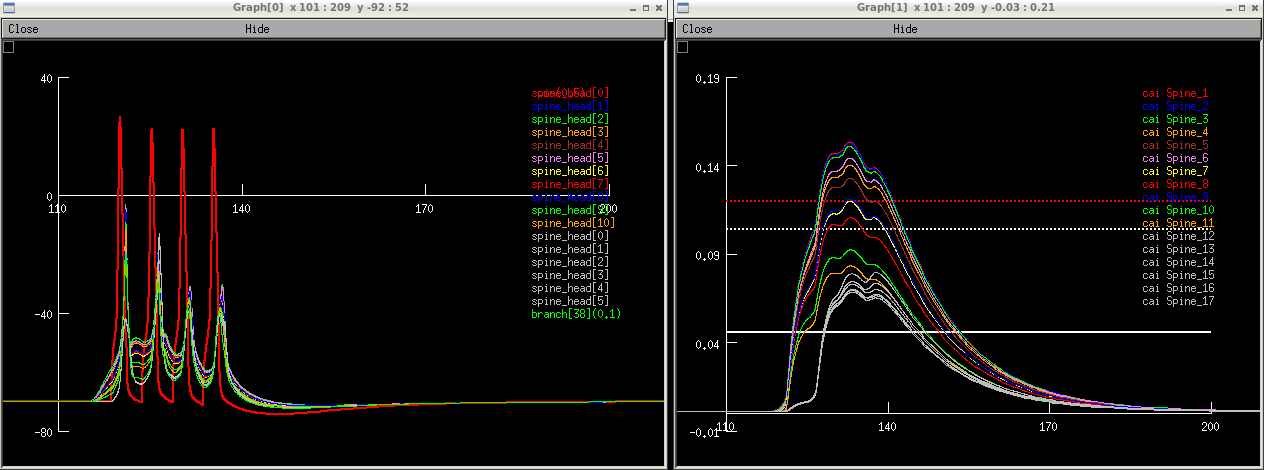 Graph[0] x 101 : 209 y -92 : 52
Close Hide
40
0
-40
-80
110 140 170 200
spine_head[0]
spine_head[1]
spine_head[2]
spine_head[3]
spine_head[4]
spine_head[5]
spine_head[6]
spine_head[7]
spine_head[10]
spine_head[0]
spine_head[1]
spine_head[2]
spine_head[3]
spine_head[4]
spine_head[5]
branch[38](0.1)
Graph[1] x 101 : 209 y -0.03 : 0.21
Close Hide
0.19
0.14
0.09
0.04
-0.01
110 140 170 200
cai Spine_1
cai Spine_2
cai Spine_3
cai Spine_4
cai Spine_5
cai Spine_6
cai Spine_7
cai Spine_8
cai Spine_9
cai Spine_10
cai Spine_11
cai Spine_12
cai Spine_13
cai Spine_14
cai Spine_15
cai Spine_16
cai Spine_17